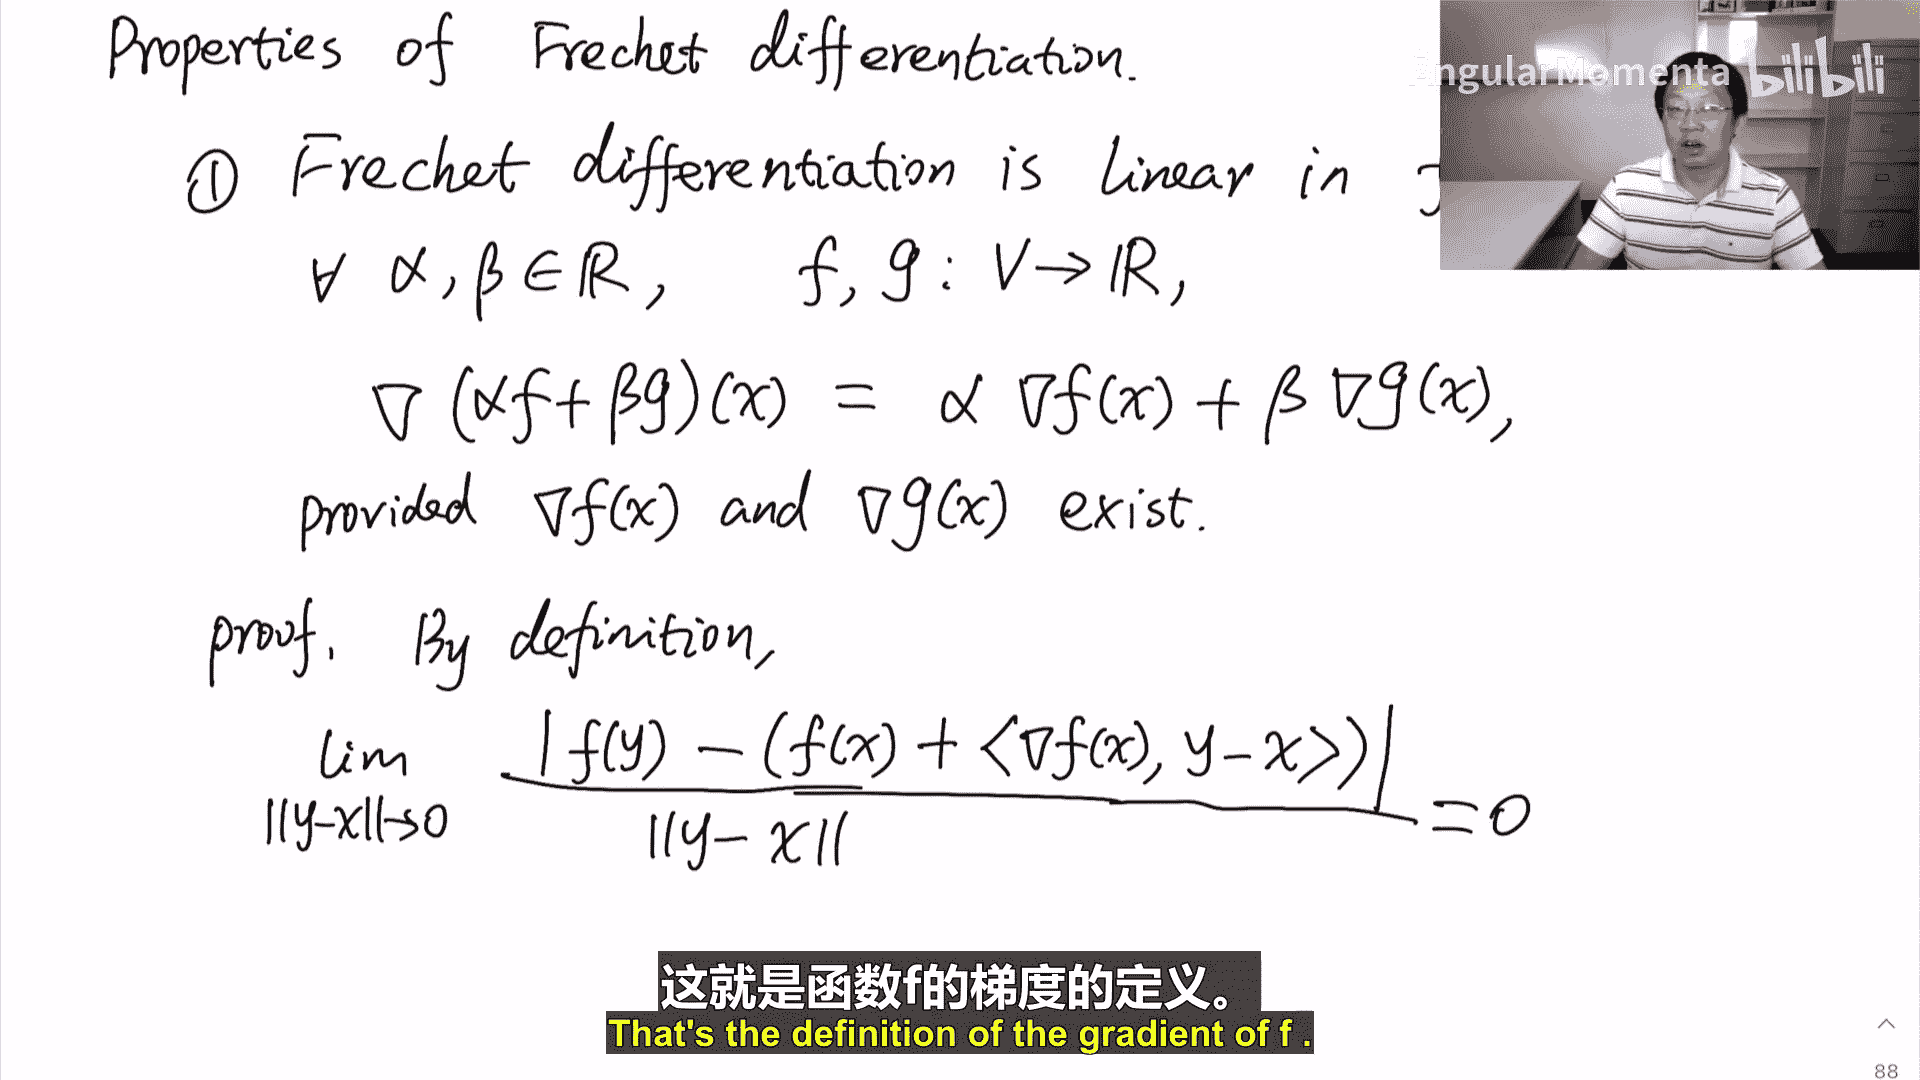 Properties of Frechet differentiation.
AngularMomenta bilibili
① Frechet differentiation is linear in
∀ α, β ∈ ℝ, f, g : V → ℝ,
∇ (αf + βg)(x) = α ∇f(x) + β ∇g(x),
provided ∇f(x) and ∇g(x) exist.
proof. By definition,
lim ||y-x||→0 |f(y) - (f(x) + <∇f(x), y-x>)| / ||y-x|| = 0
这就是函数f的梯度的定义。
That's the definition of the gradient of f .
88